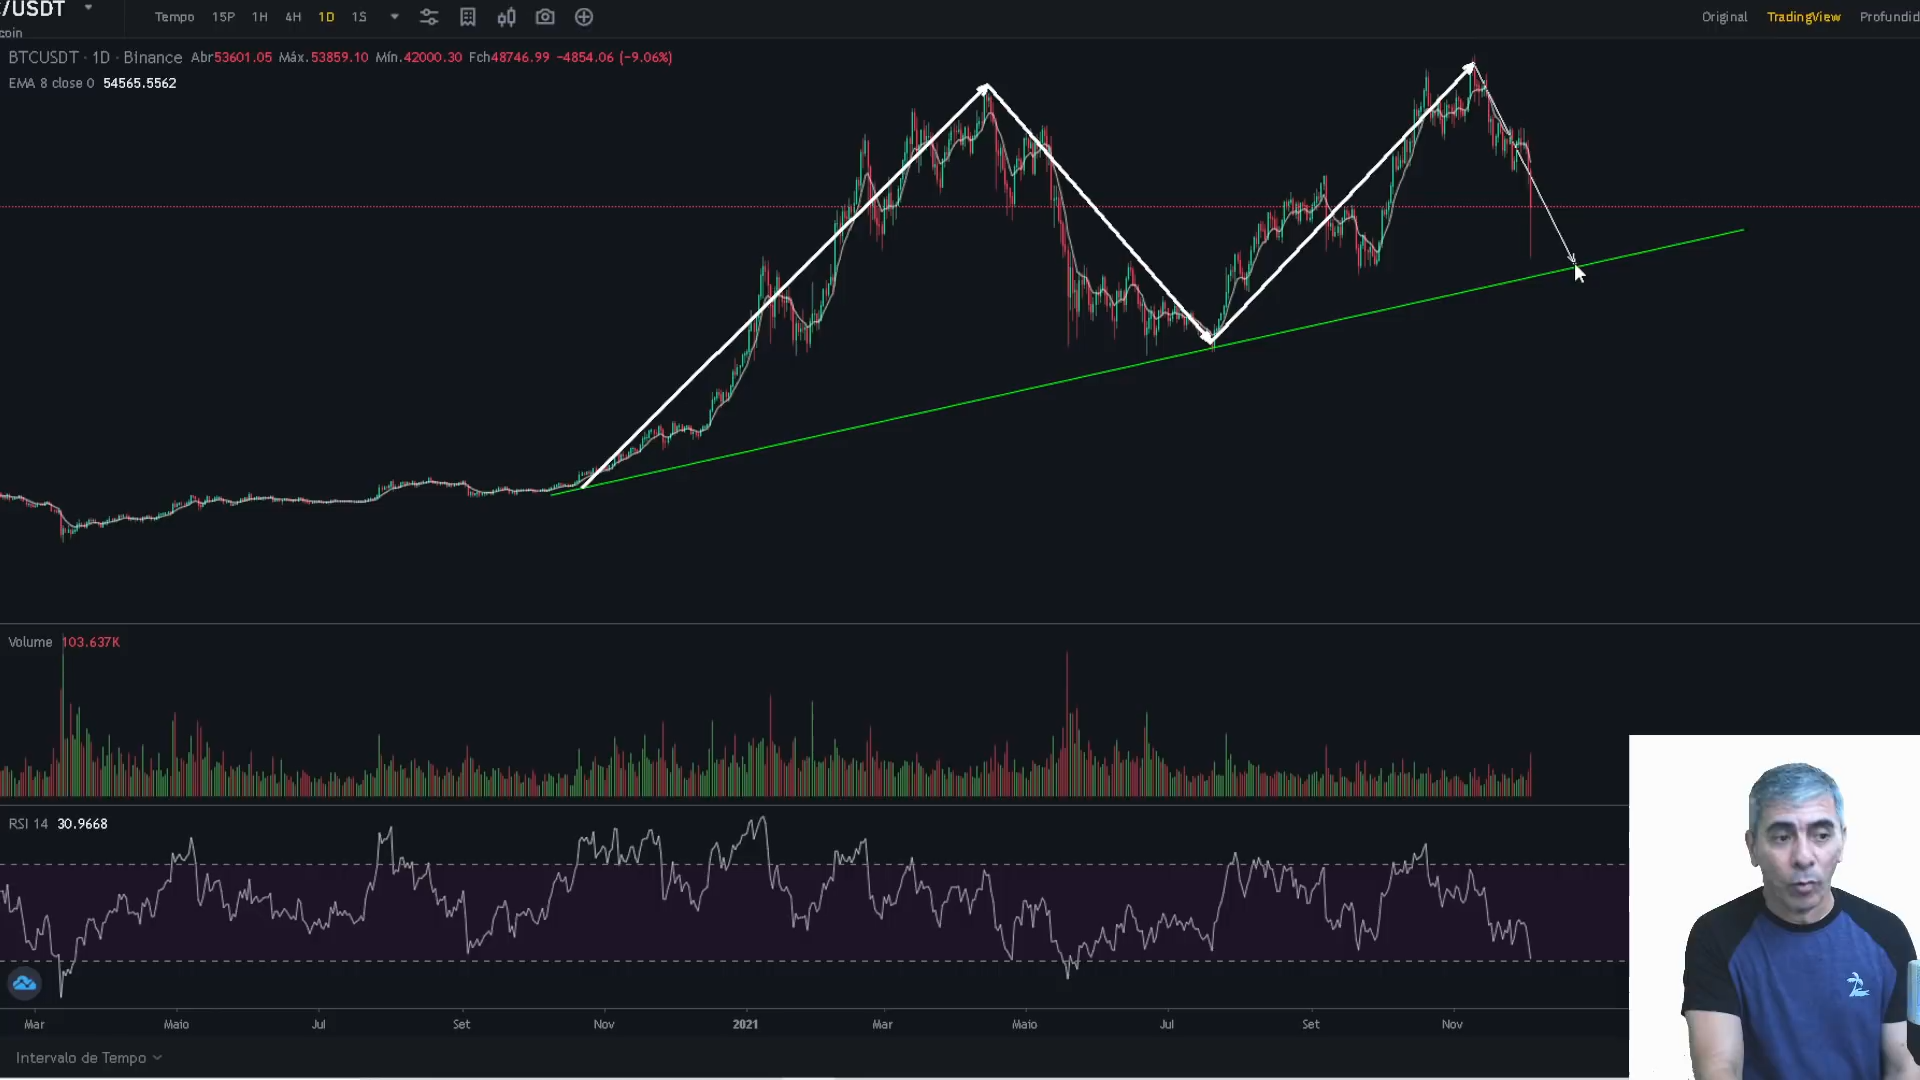 /USDT
coin
Tempo 15P 1H 4H 1D 1S
Original TradingView Profundid
BTCUSDT · 1D · Binance Abr53601.05 Máx.53859.10 Mín.42000.30 Fch48746.99 −4854.06 (−9.06%)
EMA 8 close 0 54565.5562
Volume 103.637K
RSI 14 30.9668
Mar Maio Jul Set Nov 2021 Mar Maio Jul Set Nov
Intervalo de Tempo